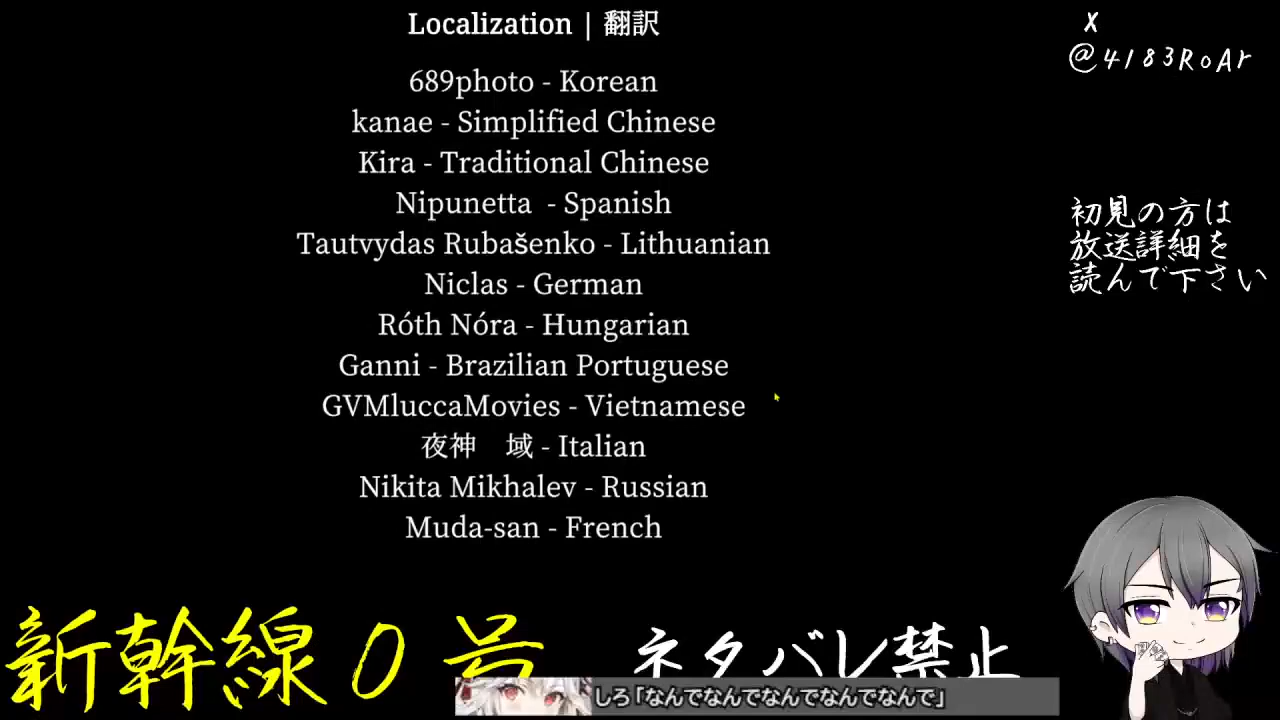 Localization | 翻訳
689photo - Korean
kanae - Simplified Chinese
Kira - Traditional Chinese
Nipunetta - Spanish
Tautvydas Rubašenko - Lithuanian
Niclas - German
Róth Nóra - Hungarian
Ganni - Brazilian Portuguese
GVMluccaMovies - Vietnamese
夜神　域 - Italian
Nikita Mikhalev - Russian
Muda-san - French
X
@4183RoAr
初見の方は
放送詳細を
読んで下さい
新幹線0号
ネタバレ禁止
しろ「なんでなんでなんでなんでなんで」